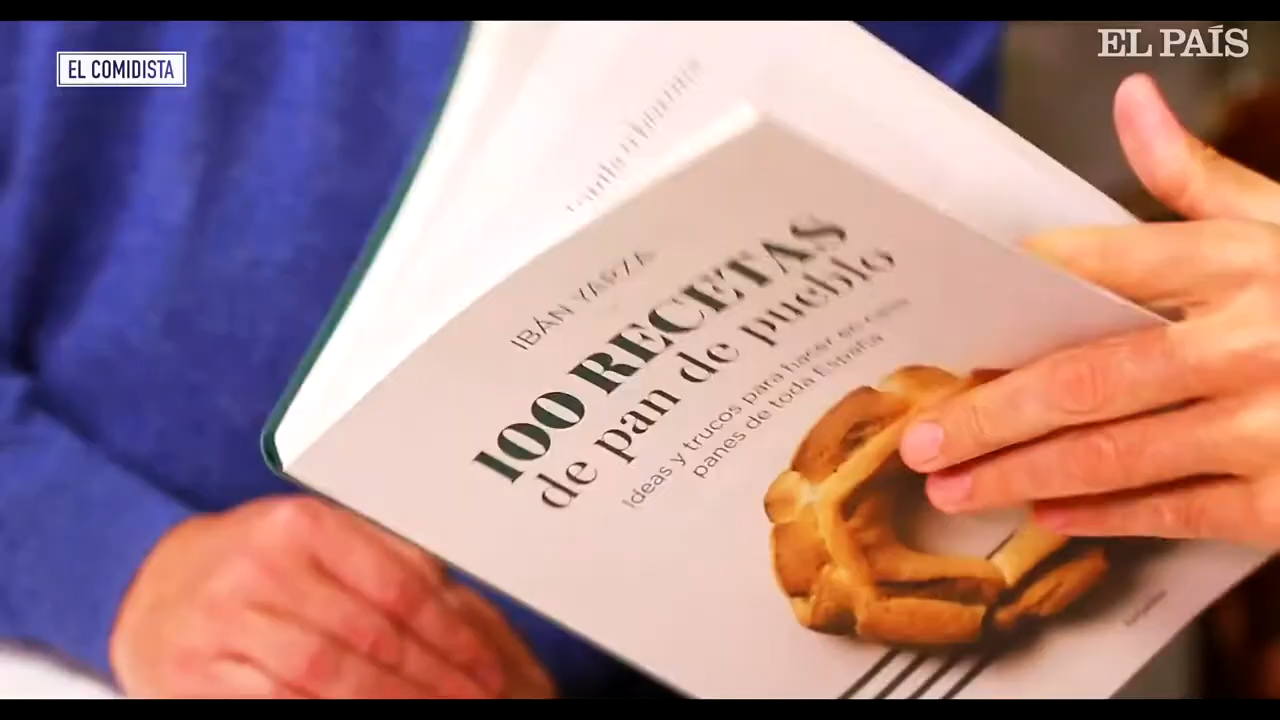 EL COMIDISTA
EL PAÍS
IBÁN YARZA
100 RECETAS
de pan de pueblo
Ideas y trucos para hacer en casa
panes de toda España